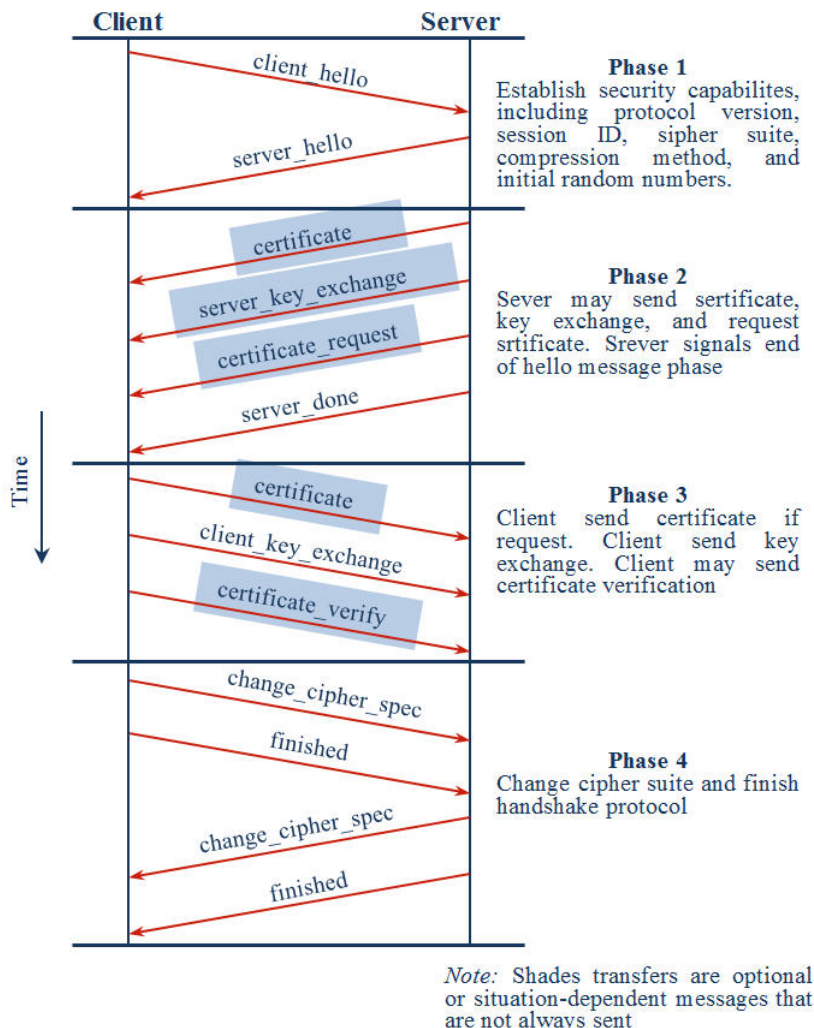 Client
Server
client_hello
server_hello
Phase 1
Establish security capabilites,
including protocol version,
session ID, sipher suite,
compression method, and
initial random numbers.
certificate
server_key_exchange
certificate_request
server_done
Phase 2
Sever may send sertificate,
key exchange, and request
srtificate. Srever signals end
of hello message phase
Time
certificate
client_key_exchange
certificate_verify
Phase 3
Client send certificate if
request. Client send key
exchange. Client may send
certificate verification
change_cipher_spec
finished
change_cipher_spec
finished
Phase 4
Change cipher suite and finish
handshake protocol
Note: Shades transfers are optional
or situation-dependent messages that
are not always sent